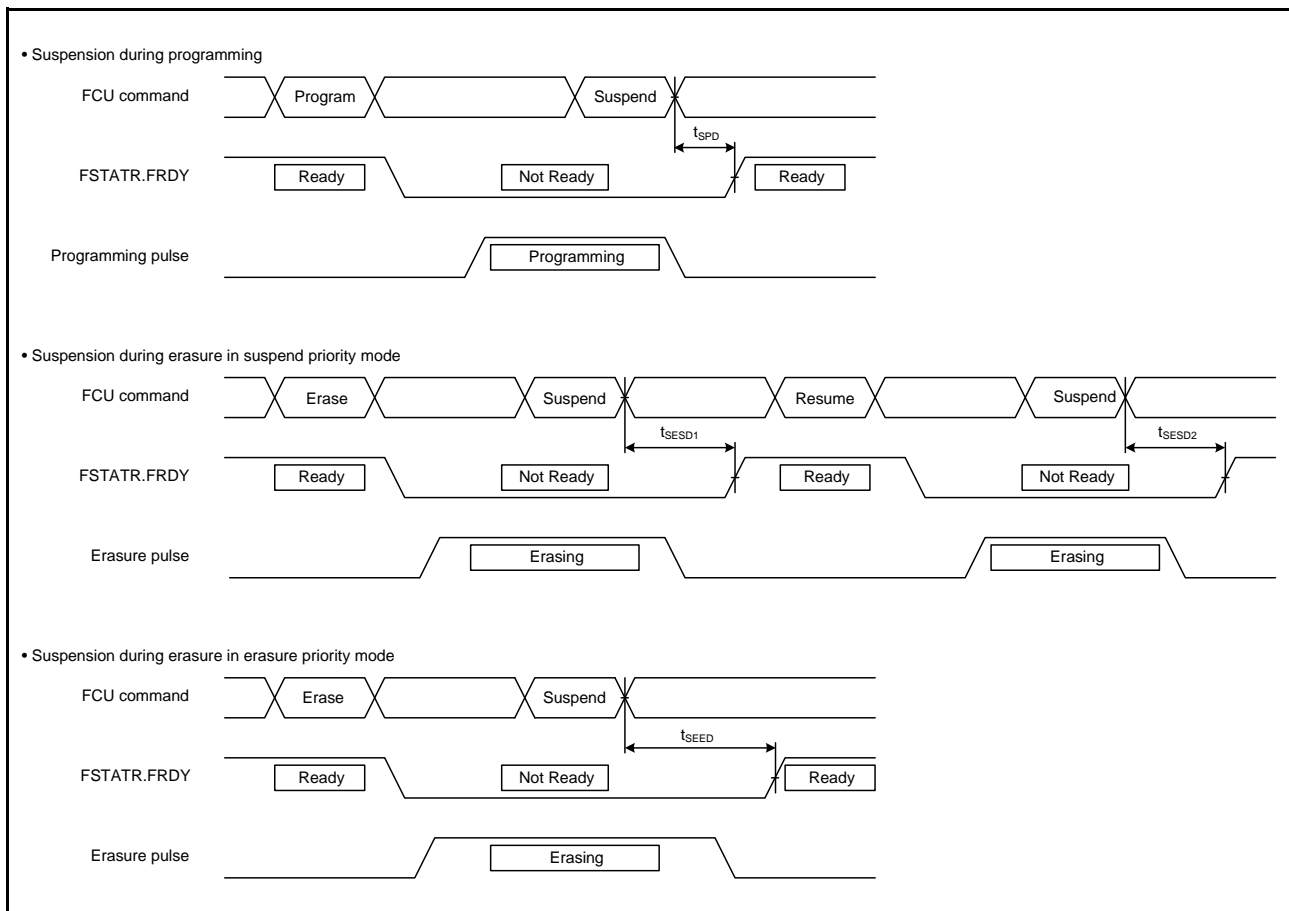 • Suspension during programming
FCU command
Program
Suspend
tSPD
FSTATR.FRDY
Ready
Not Ready
Ready
Programming pulse
Programming
• Suspension during erasure in suspend priority mode
FCU command
Erase
Suspend
Resume
Suspend
tSESD1
tSESD2
FSTATR.FRDY
Ready
Not Ready
Ready
Not Ready
Erasure pulse
Erasing
Erasing
• Suspension during erasure in erasure priority mode
FCU command
Erase
Suspend
tSEED
FSTATR.FRDY
Ready
Not Ready
Ready
Erasure pulse
Erasing